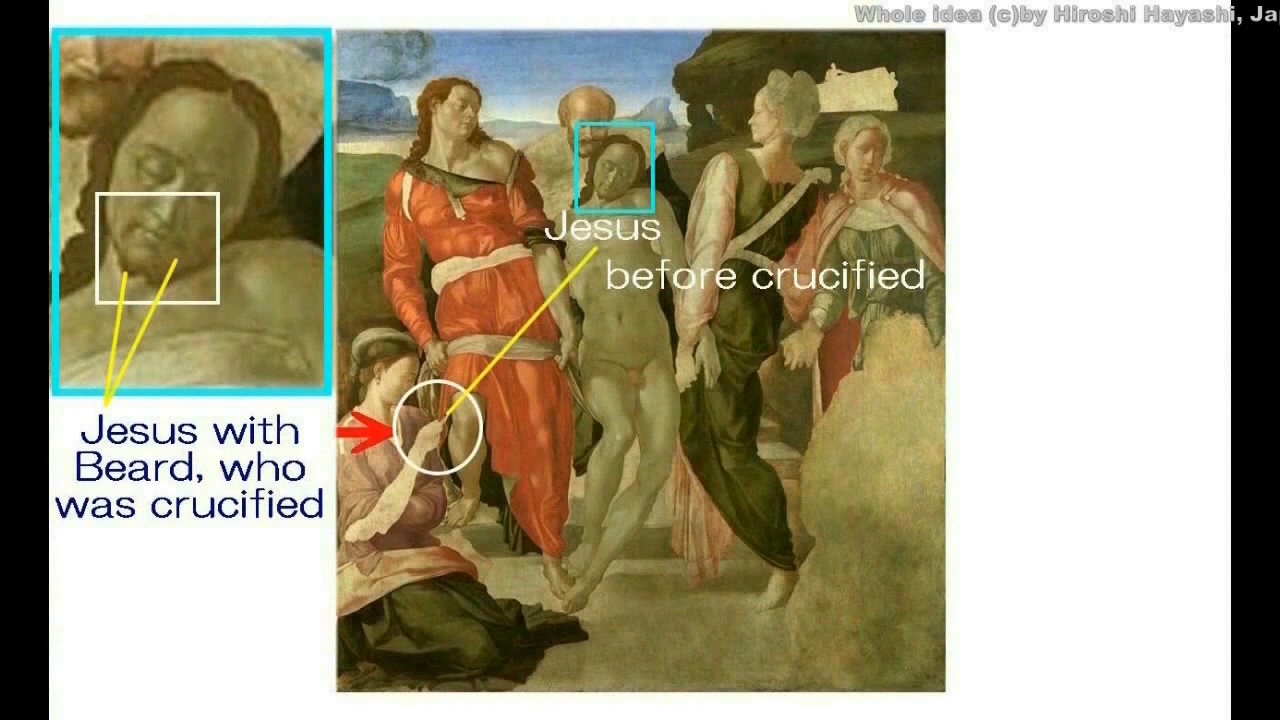 Whole idea (c)by Hiroshi Hayashi, Ja
Jesus
before crucified
Jesus with
Beard, who
was crucified